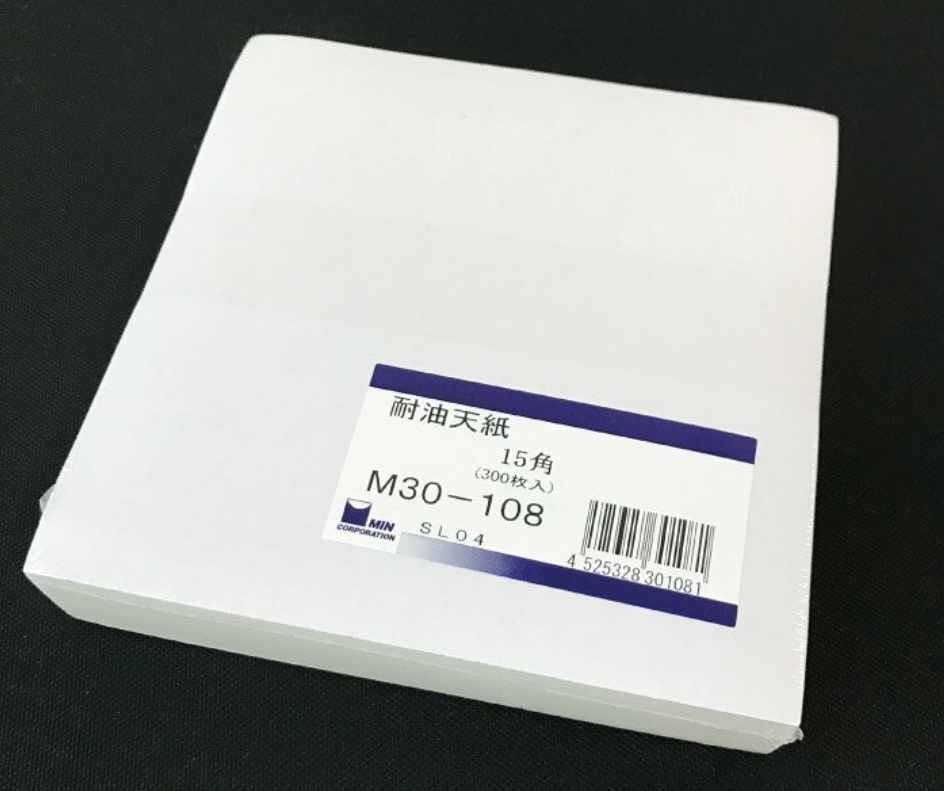 耐油天紙
15角
(300枚入)
M30-108
MiN
CORPORATION
SL04
4 525328 301081